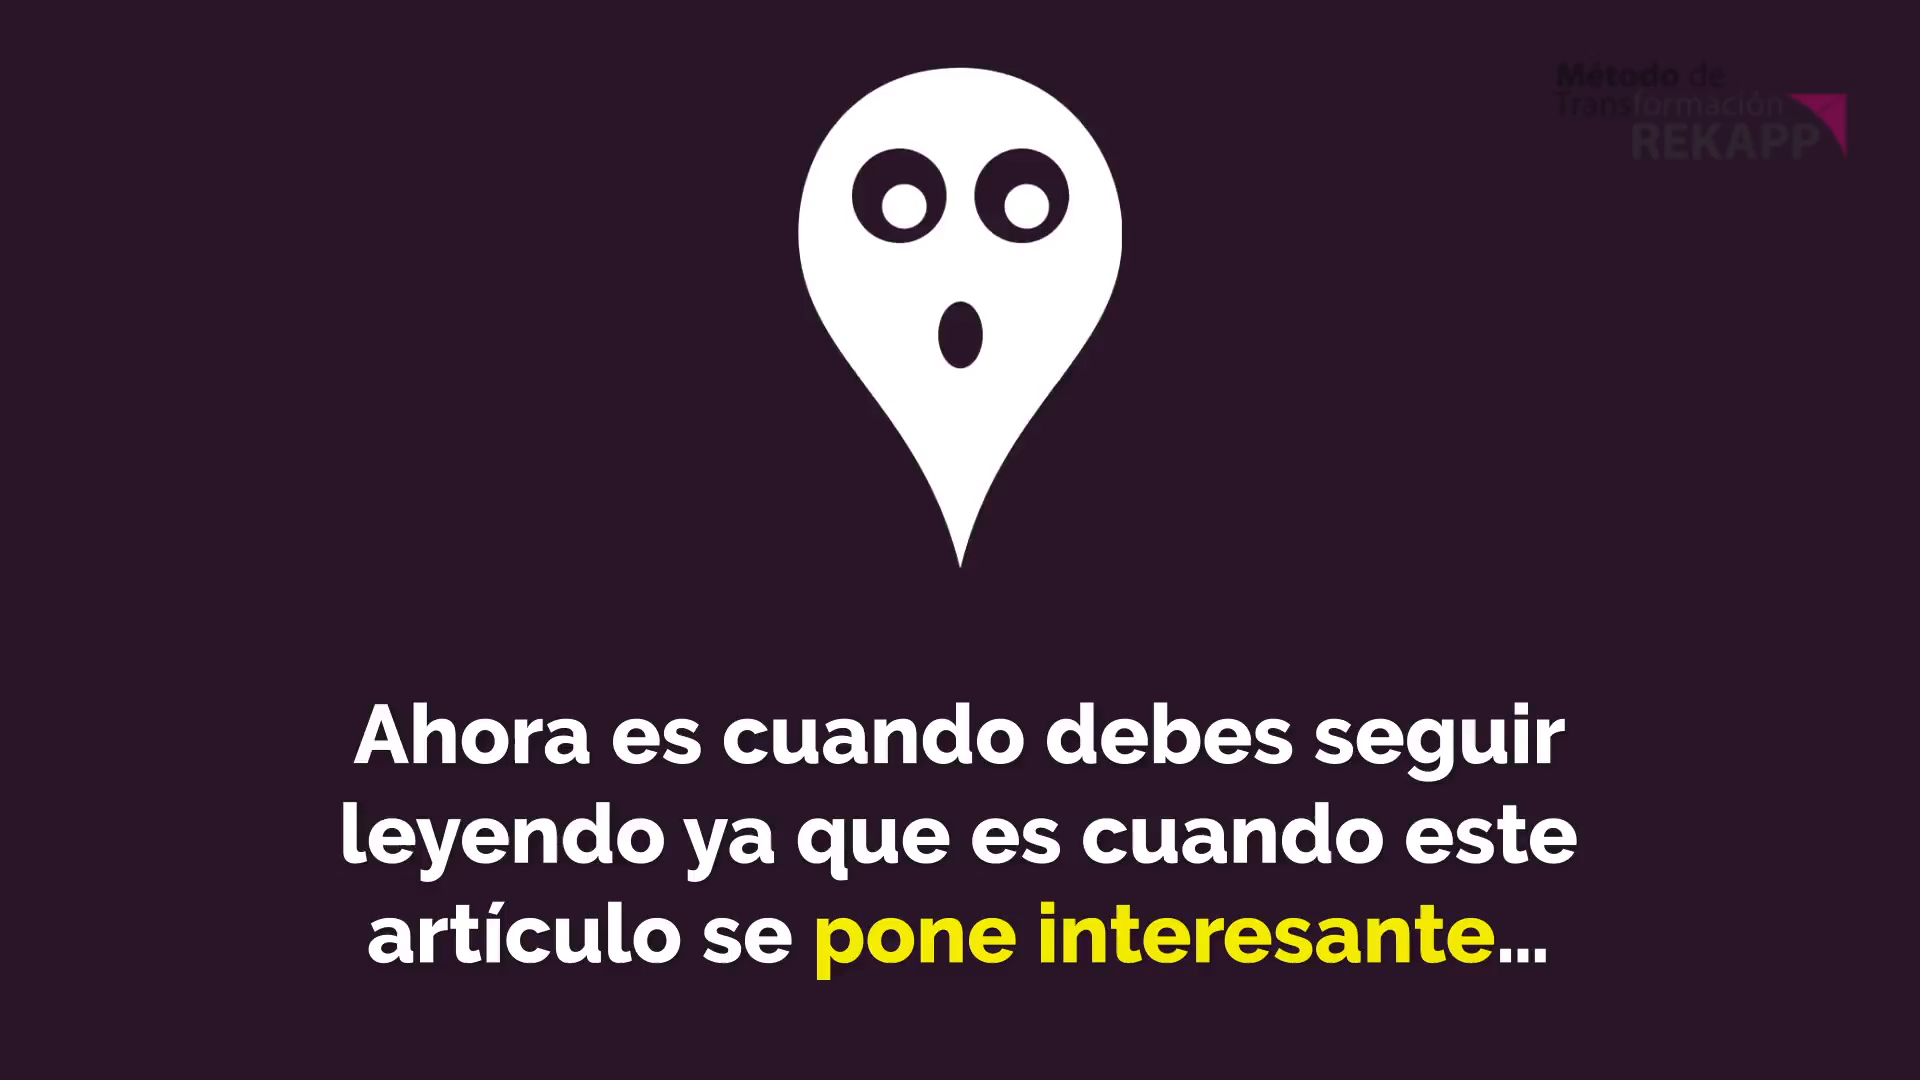 Método de
Transformación
REKAPP
Ahora es cuando debes seguir
leyendo ya que es cuando este
artículo se pone interesante...